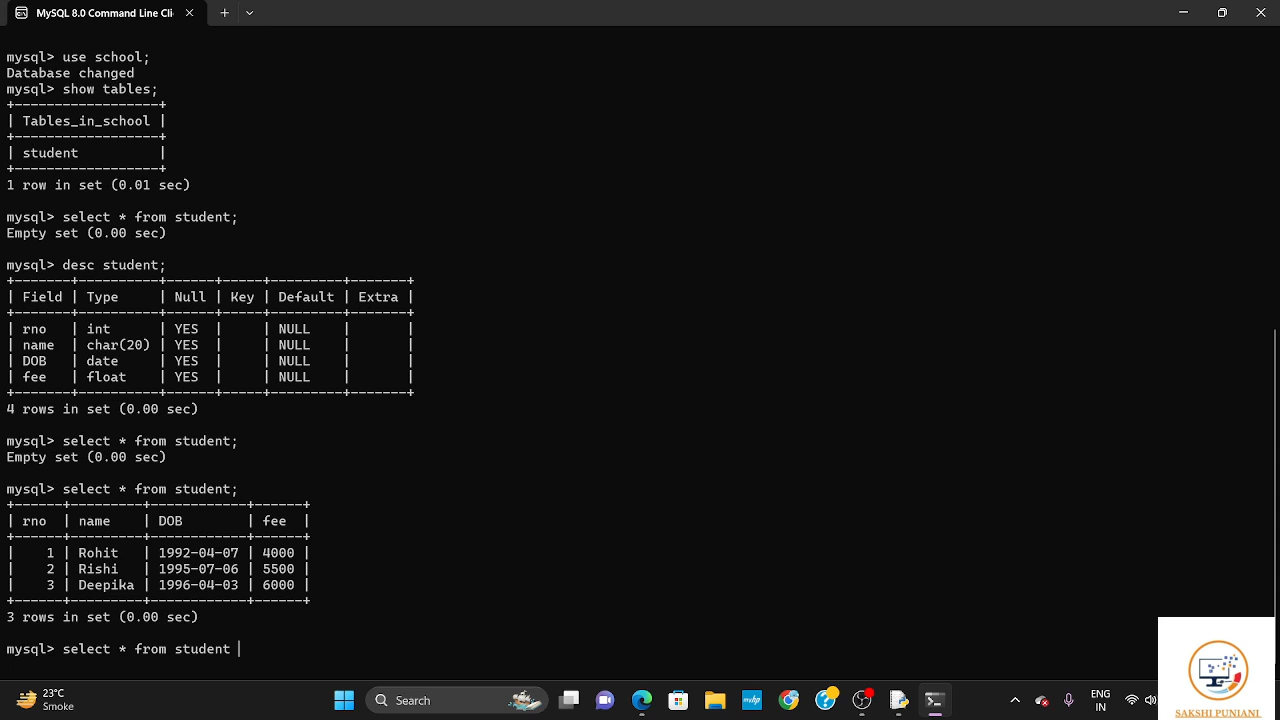 MySQL 8.0 Command Line Cli
mysql> use school;
Database changed
mysql> show tables;
+------------------+
| Tables_in_school |
+------------------+
| student          |
+------------------+
1 row in set (0.01 sec)
mysql> select * from student;
Empty set (0.00 sec)
mysql> desc student;
+-------+----------+------+-----+---------+-------+
| Field | Type     | Null | Key | Default | Extra |
+-------+----------+------+-----+---------+-------+
| rno   | int      | YES  |     | NULL    |       |
| name  | char(20) | YES  |     | NULL    |       |
| DOB   | date     | YES  |     | NULL    |       |
| fee   | float    | YES  |     | NULL    |       |
+-------+----------+------+-----+---------+-------+
4 rows in set (0.00 sec)
mysql> select * from student;
Empty set (0.00 sec)
mysql> select * from student;
+------+---------+------------+------+
| rno  | name    | DOB        | fee  |
+------+---------+------------+------+
|    1 | Rohit   | 1992-04-07 | 4000 |
|    2 | Rishi   | 1995-07-06 | 5500 |
|    3 | Deepika | 1996-04-03 | 6000 |
+------+---------+------------+------+
3 rows in set (0.00 sec)
mysql> select * from student
SAKSHI PUNIANI
23°C
Smoke
Search
ENG
IN